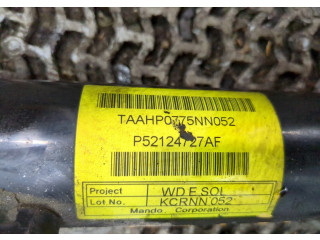 TAAHP0775NN052
P52124727AF
Project WD E SOL
Lot No. KCRNN 052
Mando. Corporation